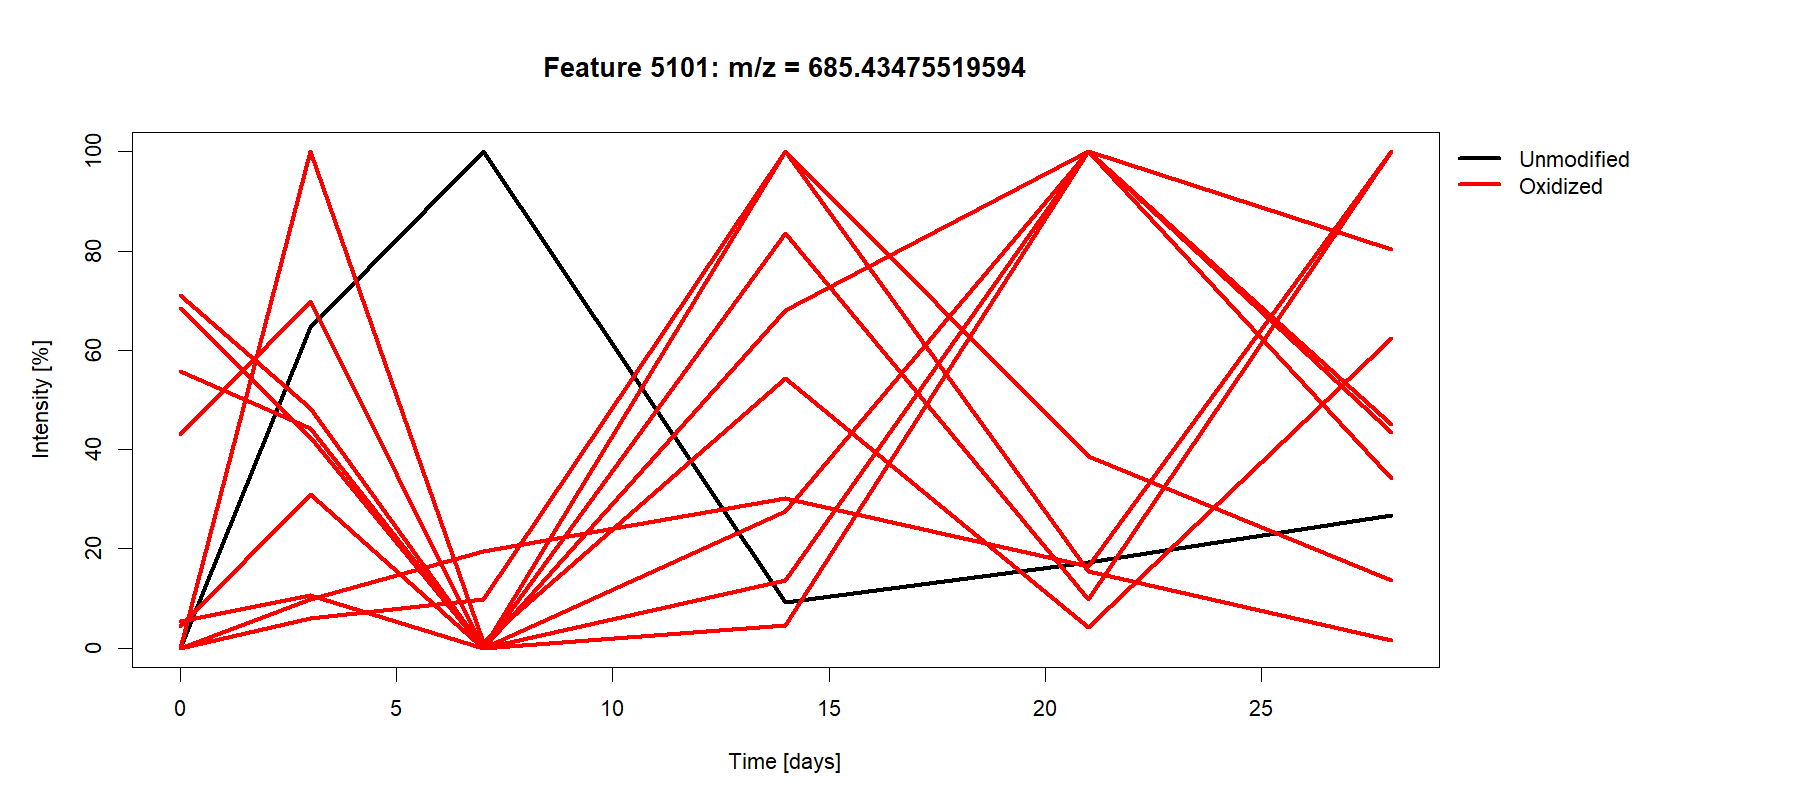 Feature 5101: m/z = 685.43475519594
Unmodified
Oxidized
Intensity [%]
100
80
60
40
20
0
0 5 10 15 20 25
Time [days]